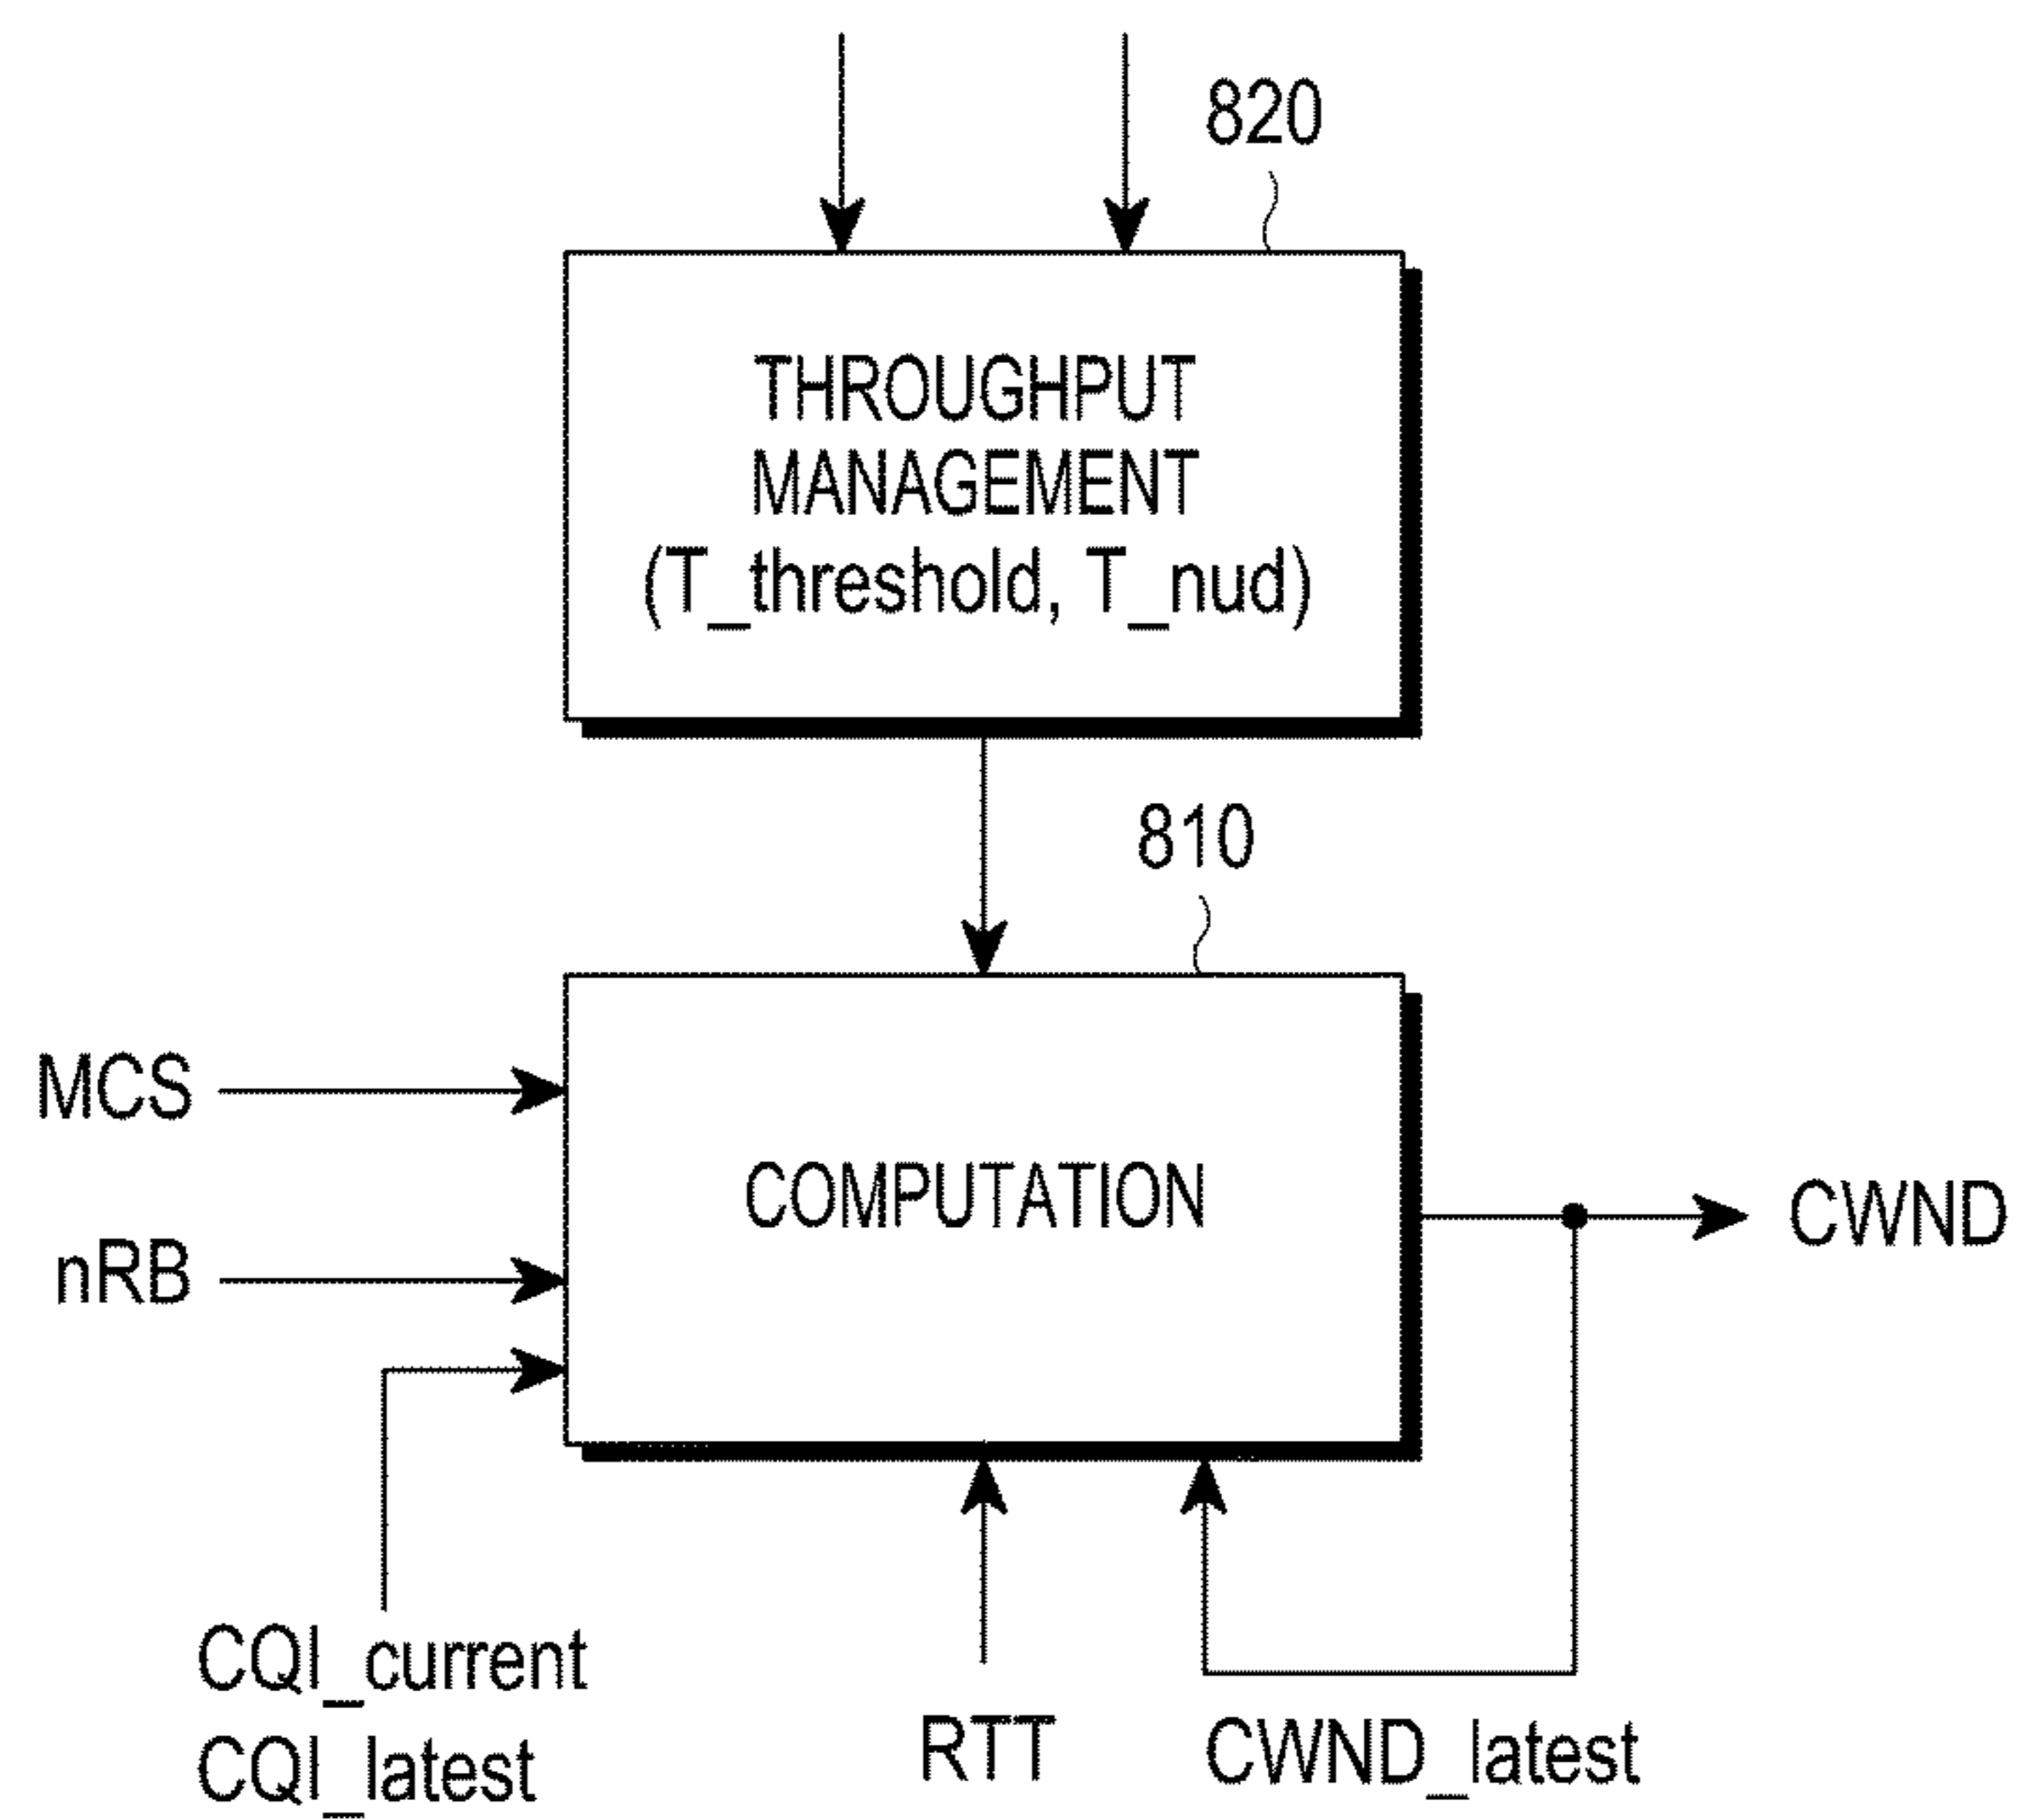 820
THROUGHPUT
MANAGEMENT
(T_threshold, T_nud)
810
MCS
COMPUTATION
CWND
nRB
CQI_current
CQI_latest
RTT
CWND_latest